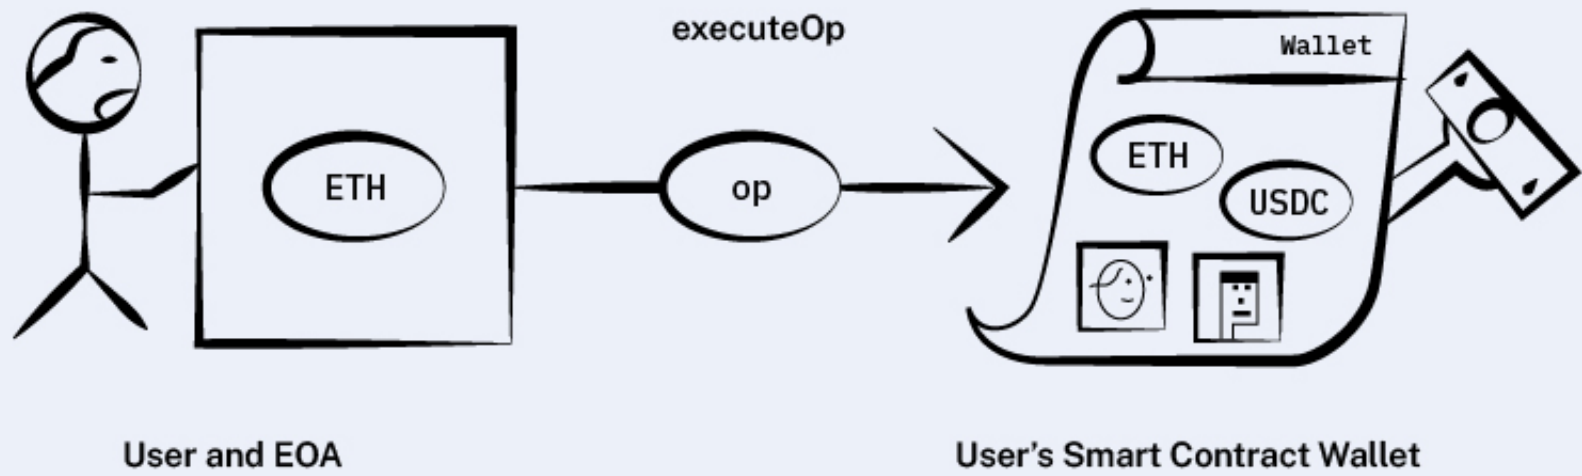 executeOp
Wallet
ETH
op
ETH
USDC
User and EOA
User's Smart Contract Wallet